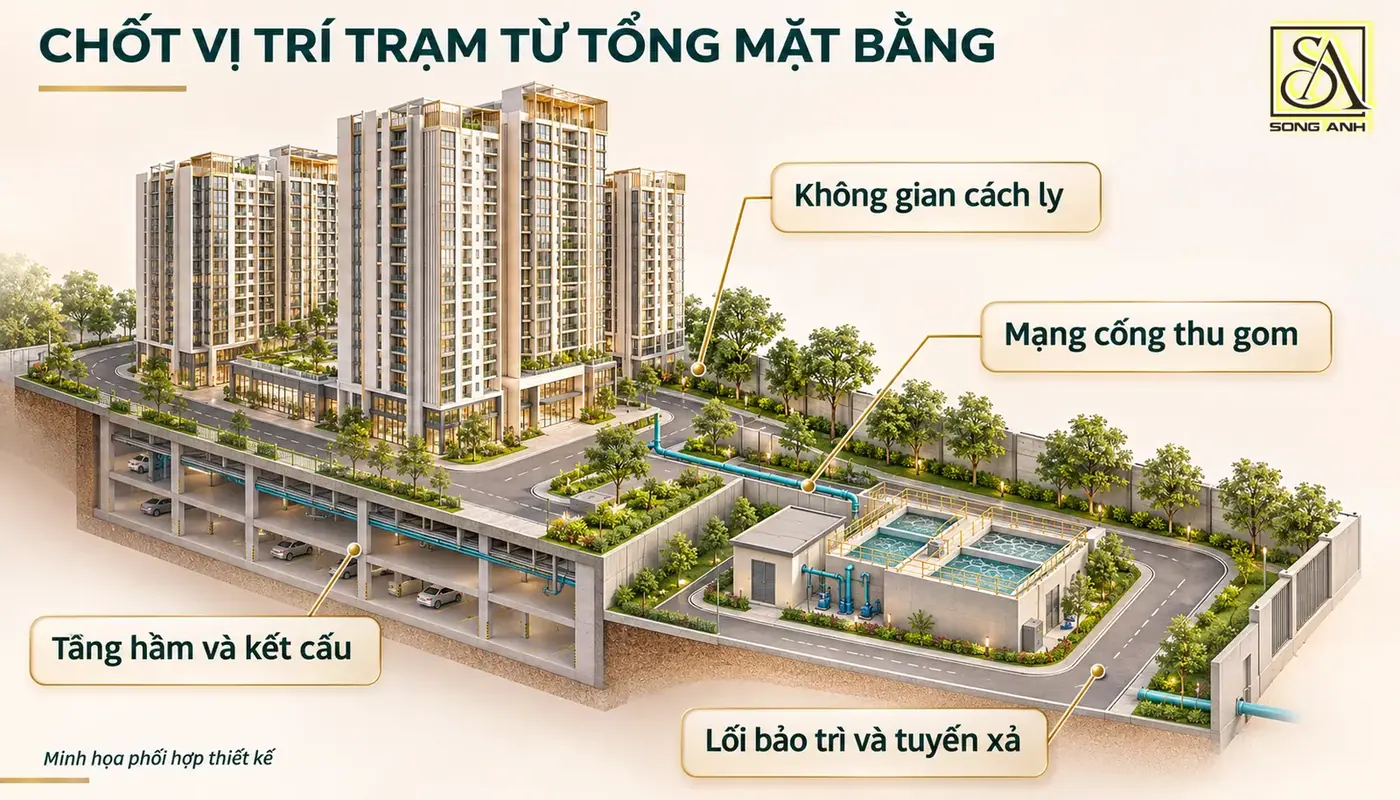 CHỐT VỊ TRÍ TRẠM TỪ TỔNG MẶT BẰNG
SA
SONG ANH
Không gian cách ly
Mạng cống thu gom
Tầng hầm và kết cấu
Lối bảo trì và tuyến xả
Minh họa phối hợp thiết kế